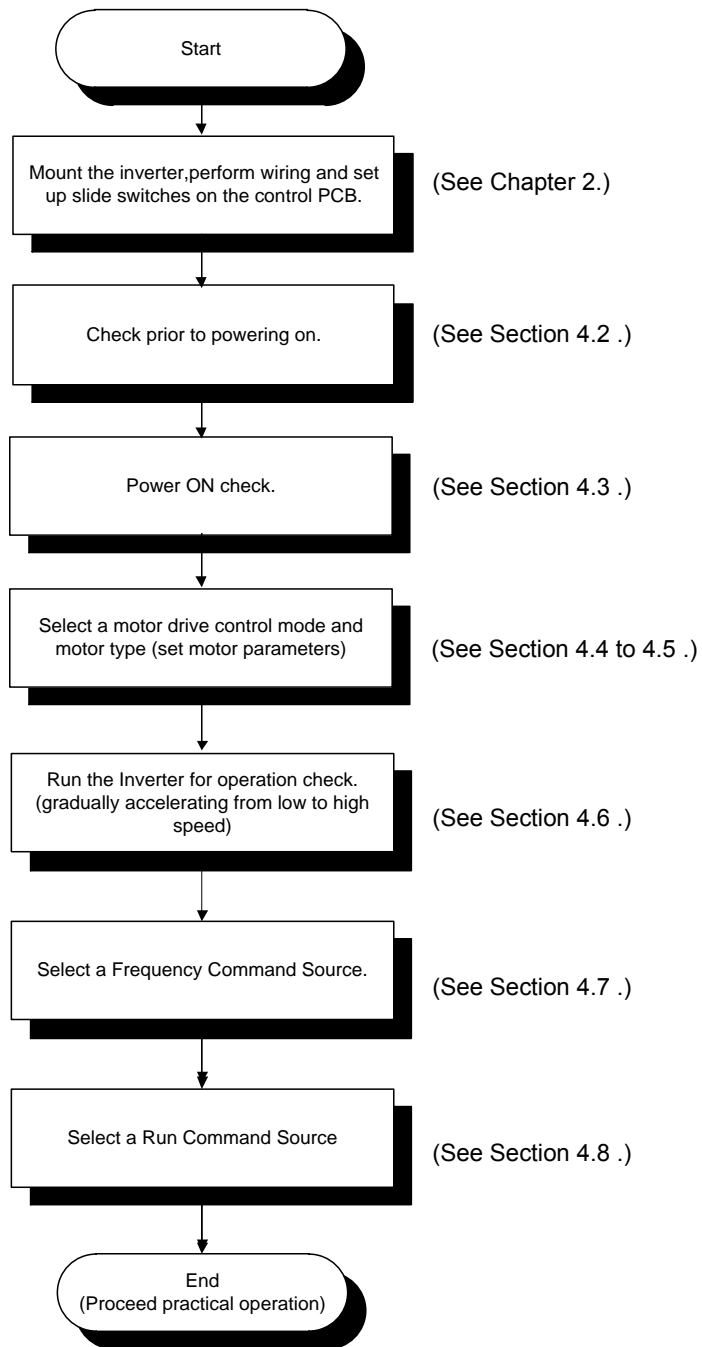 Start
Mount the inverter,perform wiring and set
up slide switches on the control PCB.
(See Chapter 2.)
Check prior to powering on.
(See Section 4.2 .)
Power ON check.
(See Section 4.3 .)
Select a motor drive control mode and
motor type (set motor parameters)
(See Section 4.4 to 4.5 .)
Run the Inverter for operation check.
(gradually accelerating from low to high
speed)
(See Section 4.6 .)
Select a Frequency Command Source.
(See Section 4.7 .)
Select a Run Command Source
(See Section 4.8 .)
End
(Proceed practical operation)